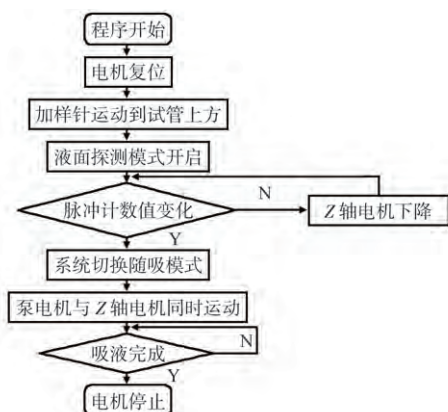 程序开始
电机复位
加样针运动到试管上方
液面探测模式开启
脉冲计数值变化
N
Z轴电机下降
Y
系统切换随吸模式
泵电机与Z轴电机同时运动
吸液完成
N
Y
电机停止